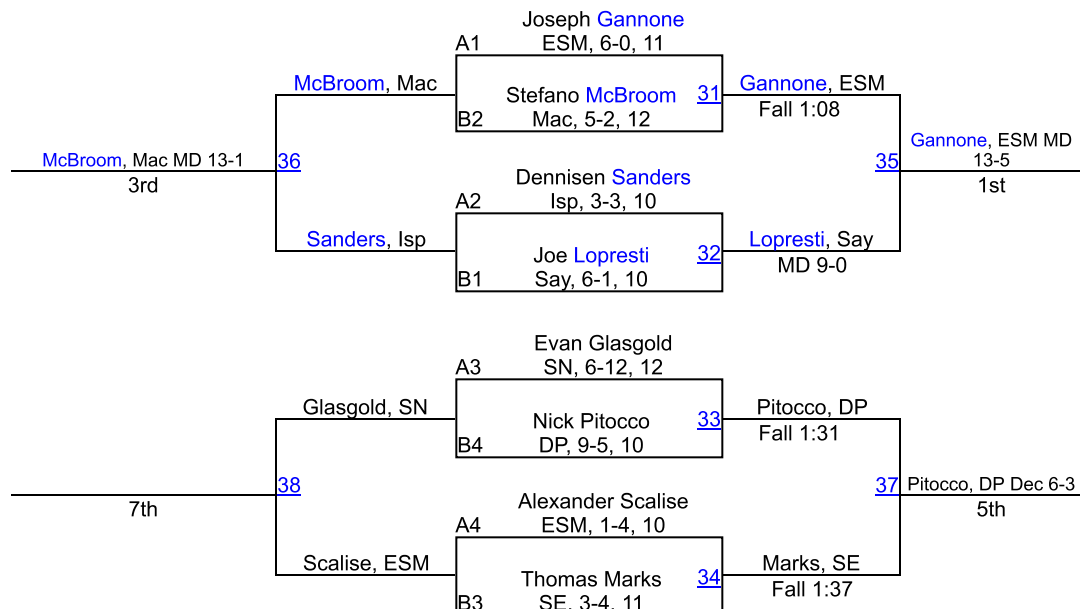 Joseph Gannone
A1
ESM, 6-0, 11
McBroom, Mac
Stefano McBroom
31
Gannone, ESM
Fall 1:08
B2
Mac, 5-2, 12
McBroom, Mac MD 13-1
36
3rd
35
Gannone, ESM MD
13-5
1st
Dennisen Sanders
A2
Isp, 3-3, 10
Sanders, Isp
Joe Lopresti
32
Lopresti, Say
MD 9-0
B1
Say, 6-1, 10
Evan Glasgold
A3
SN, 6-12, 12
Glasgold, SN
Nick Pitocco
33
Pitocco, DP
Fall 1:31
B4
DP, 9-5, 10
38
7th
37
Pitocco, DP Dec 6-3
5th
Alexander Scalise
A4
ESM, 1-4, 10
Scalise, ESM
Thomas Marks
34
Marks, SE
Fall 1:37
B3
SE, 3-4, 11